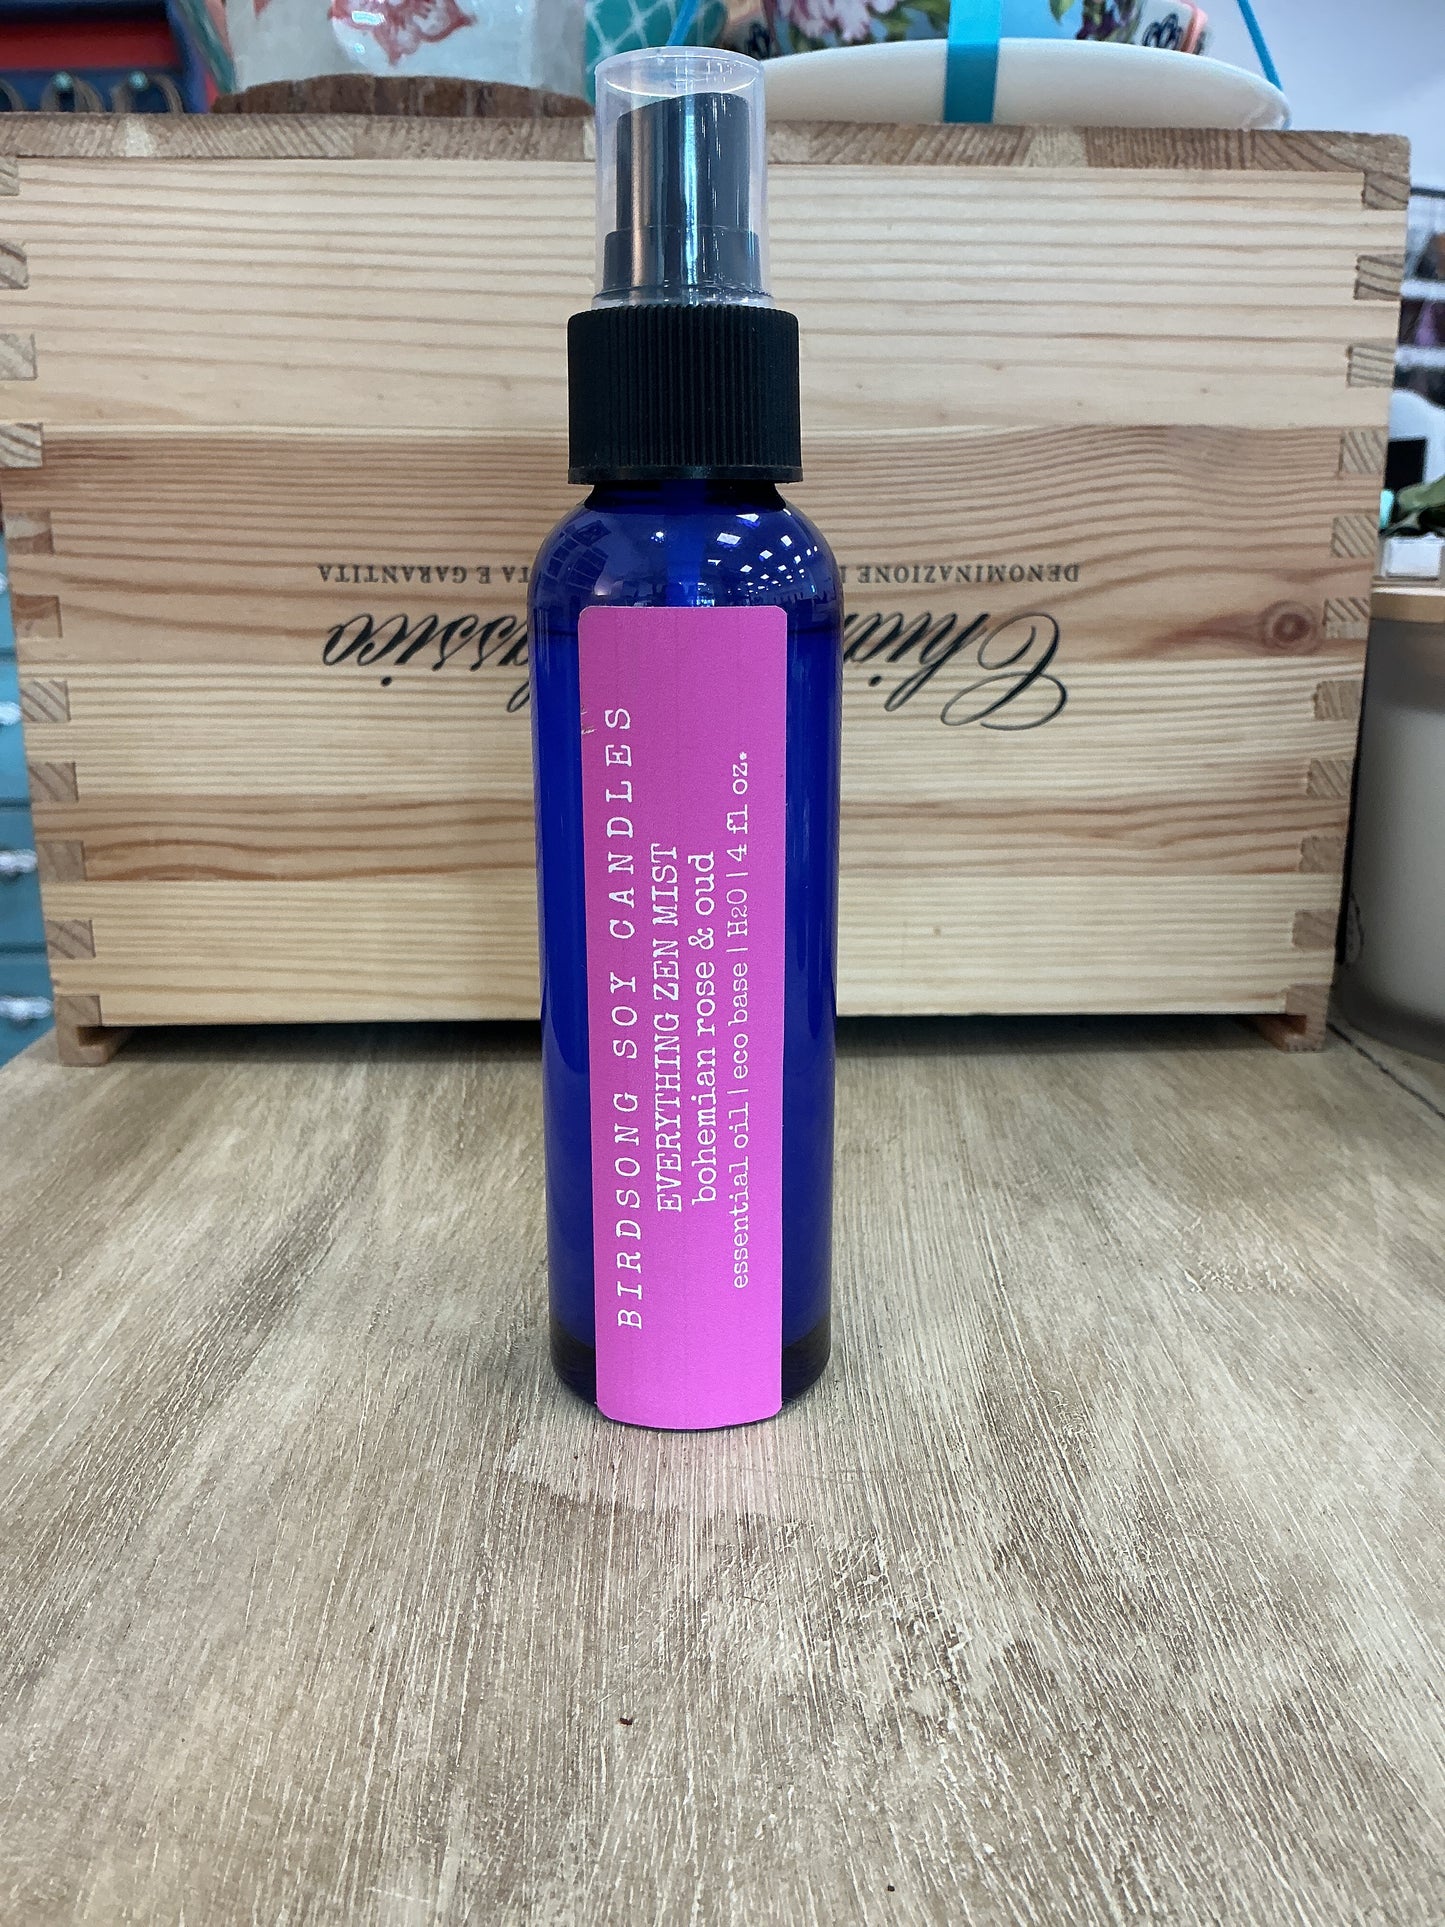 BIRDSONG SOY CANDLES
EVERYTHING ZEN MIST
bohemian rose & oud
essential oil | eco base | H2O | 4 fl oz.
DENOMINAZIONE
E GARANTITA